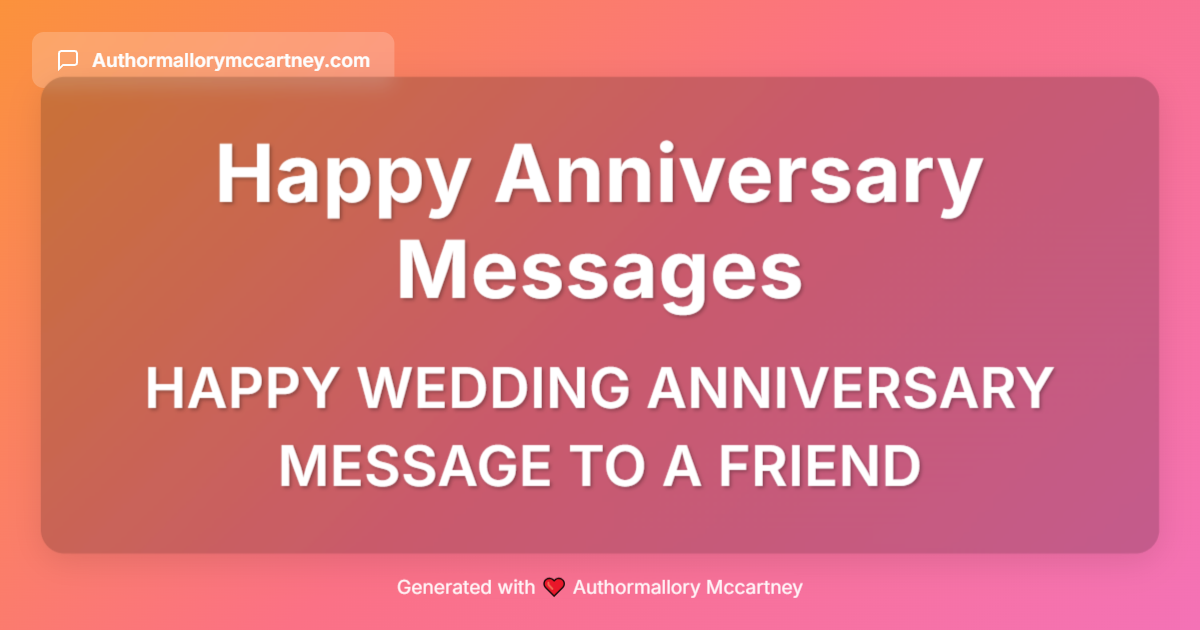 Authormallorymccartney.com
Happy Anniversary
Messages
HAPPY WEDDING ANNIVERSARY
MESSAGE TO A FRIEND
Generated with ❤️ Authormallory Mccartney